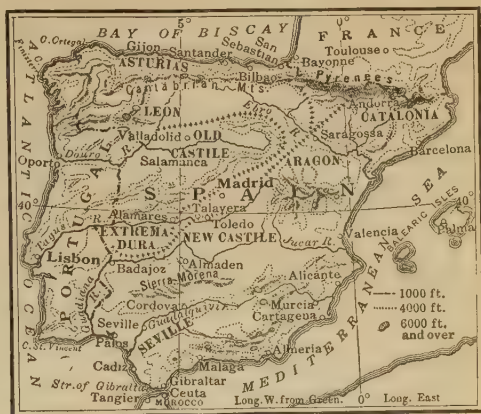 5°
0°
BAY OF BISCAY
FRANCE
C. Ortegal
Gijon
Santander
San
Sebastian
Toulouse
Bayonne
ASTURIAS
Bilbao
Pyrenees
Cantabrian Mts.
Andorra
LEON
CATALONIA
Valladolid
OLD
CASTILE
R.
Saragossa
Oporto
Douro
R.
Salamanca
ARAGON
Barcelona
ATLANTIC OCEAN
PORTUGAL
SPAIN
Madrid
40°
40°
Talavera
Alamares
Toledo
BALEARIC ISLES
Palma
Tagus
R.
EXTREMA
DURA
NEW CASTILE
Jucar R.
Valencia
Lisbon
Badajoz
Almaden
Guadiana
R.
Sierra Morena
Alicante
MEDITERRANEAN SEA
1000 ft.
4000 ft.
6000 ft.
and over
Cordova
Guadalquivir
Murcia
Cartagena
Seville
SEVILLE
C. St. Vincent
Palos
Almeria
Cadiz
Malaga
Str. of Gibraltar
Gibraltar
Tangier
Ceuta
MOROCCO
Long. W. from Green.
0°
Long. East